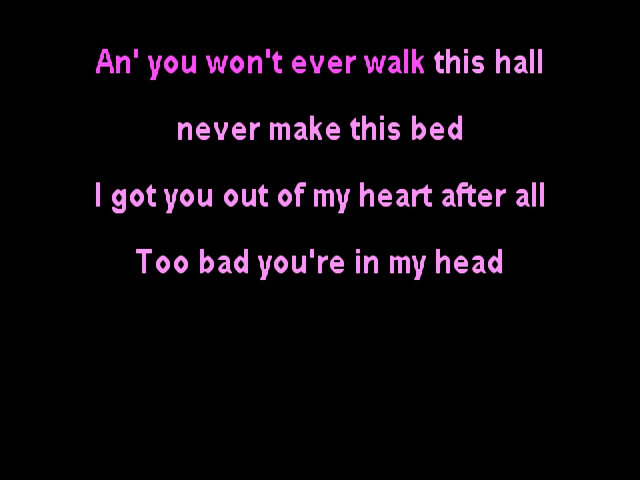 An' you won't ever walk this hall
never make this bed
I got you out of my heart after all
Too bad you're in my head